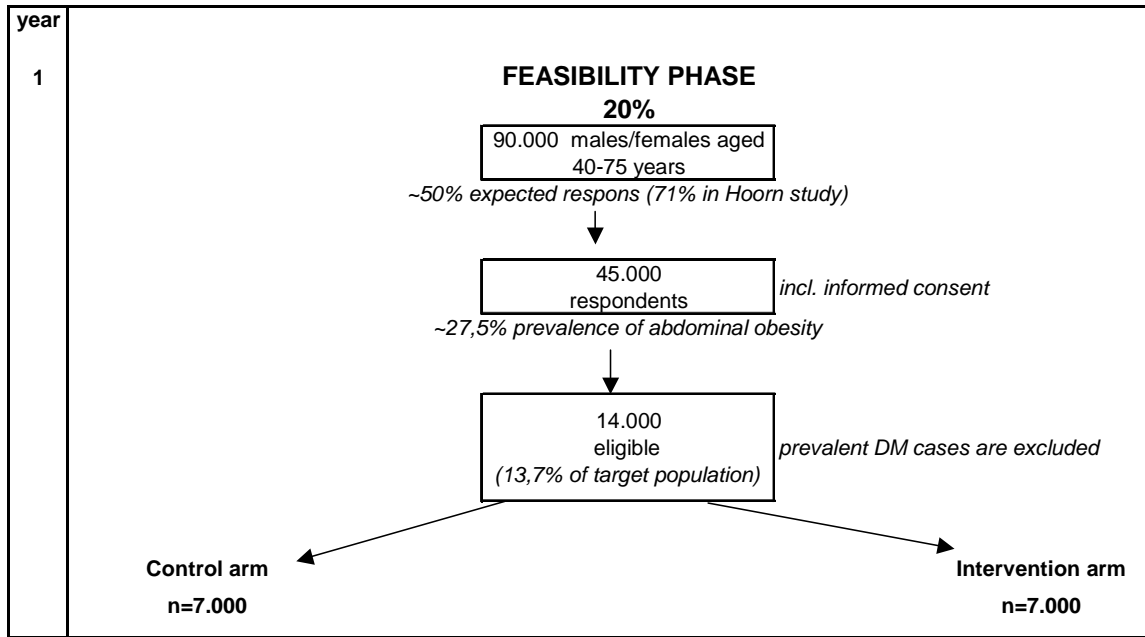 year
1
FEASIBILITY PHASE
20%
90.000 males/females aged
40-75 years
~50% expected respons (71% in Hoorn study)
45.000
respondents
incl. informed consent
~27,5% prevalence of abdominal obesity
14.000
eligible
(13,7% of target population)
prevalent DM cases are excluded
Control arm
n=7.000
Intervention arm
n=7.000